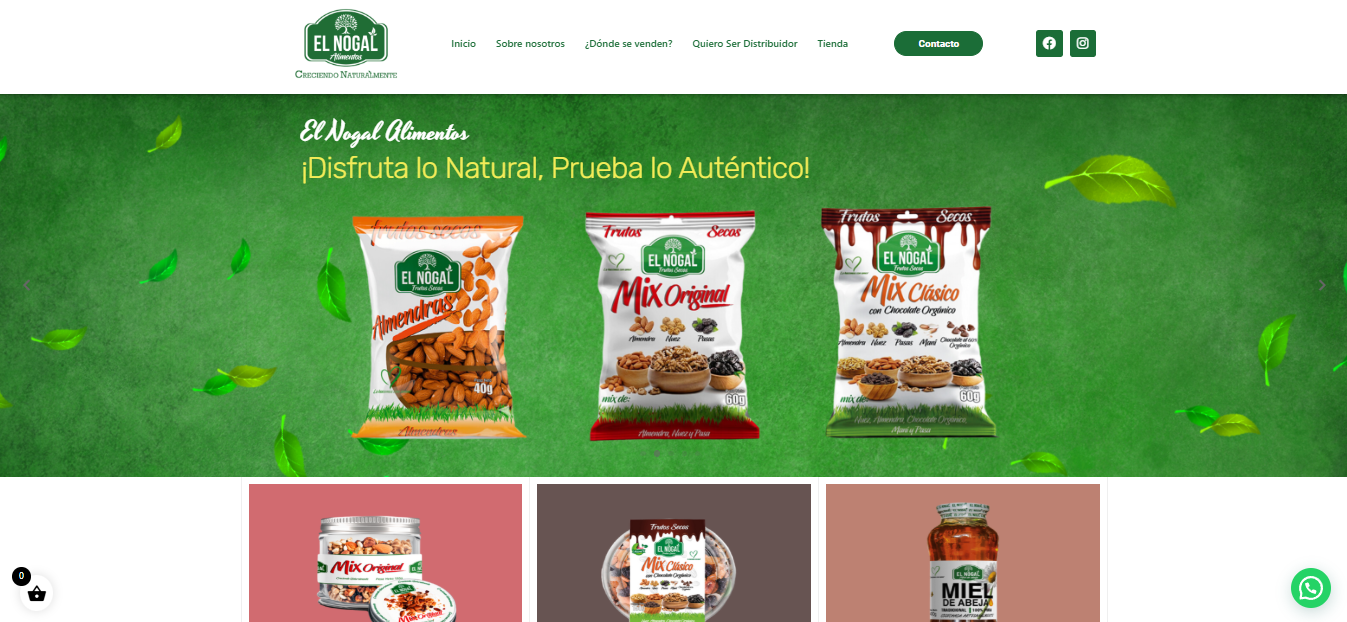 EL NOGAL
Alimentos
CRECIENDO NATURALMENTE
Inicio
Sobre nosotros
¿Dónde se venden?
Quiero Ser Distribuidor
Tienda
Contacto
El Nogal Alimentos
¡Disfruta lo Natural, Prueba lo Auténtico!
frutos secos
EL NOGAL
Frutos Secos
Almendras
40g
Almendras
Frutos Secos
EL NOGAL
Frutos Secos
Mix Original
Almendra Nuez Pasas
mix de:
60g
Almendra, Nuez y Pasa
Frutos Secos
EL NOGAL
Frutos Secos
Mix Clásico
con Chocolate Orgánico
Almendra Nuez Pasas Maní
mix de:
60g
Nuez, Almendra, Chocolate Orgánico,
Maní y Pasa
Mix Original
Mix Original
Frutos Secos
EL NOGAL
Mix Clásico
con Chocolate Orgánico
EL NOGAL
MIEL
DE ABEJA
0